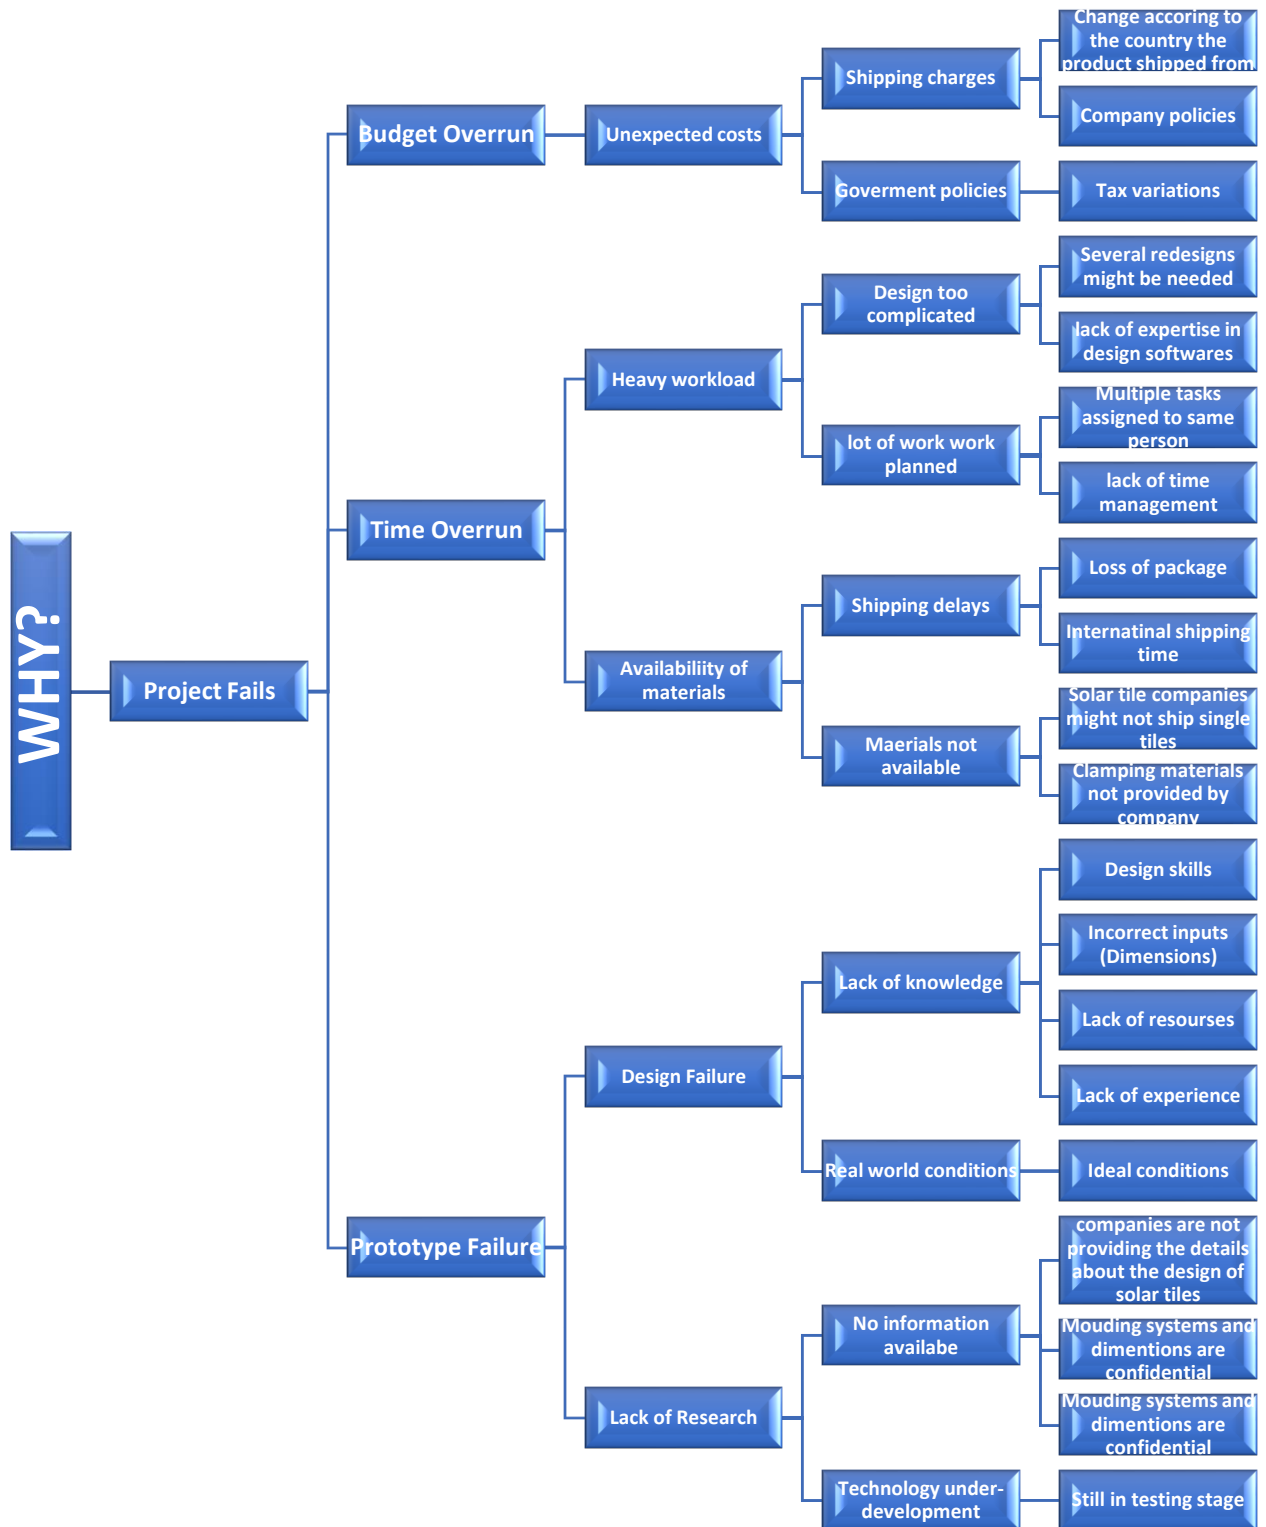 WHY?
Project Fails
Budget Overrun
Unexpected costs
Shipping charges
Change accoring to
the country the
product shipped from
Company policies
Goverment policies
Tax variations
Time Overrun
Heavy workload
Design too
complicated
Several redesigns
might be needed
lack of expertise in
design softwares
lot of work work
planned
Multiple tasks
assigned to same
person
lack of time
management
Availabiliity of
materials
Shipping delays
Loss of package
Internatinal shipping
time
Maerials not
available
Solar tile companies
might not ship single
tiles
Clamping materials
not provided by
company
Prototype Failure
Design Failure
Lack of knowledge
Design skills
Incorrect inputs
(Dimensions)
Lack of resourses
Lack of experience
Real world conditions
Ideal conditions
Lack of Research
No information
availabe
companies are not
providing the details
about the design of
solar tiles
Mouding systems and
dimentions are
confidential
Mouding systems and
dimentions are
confidential
Technology under-
development
Still in testing stage